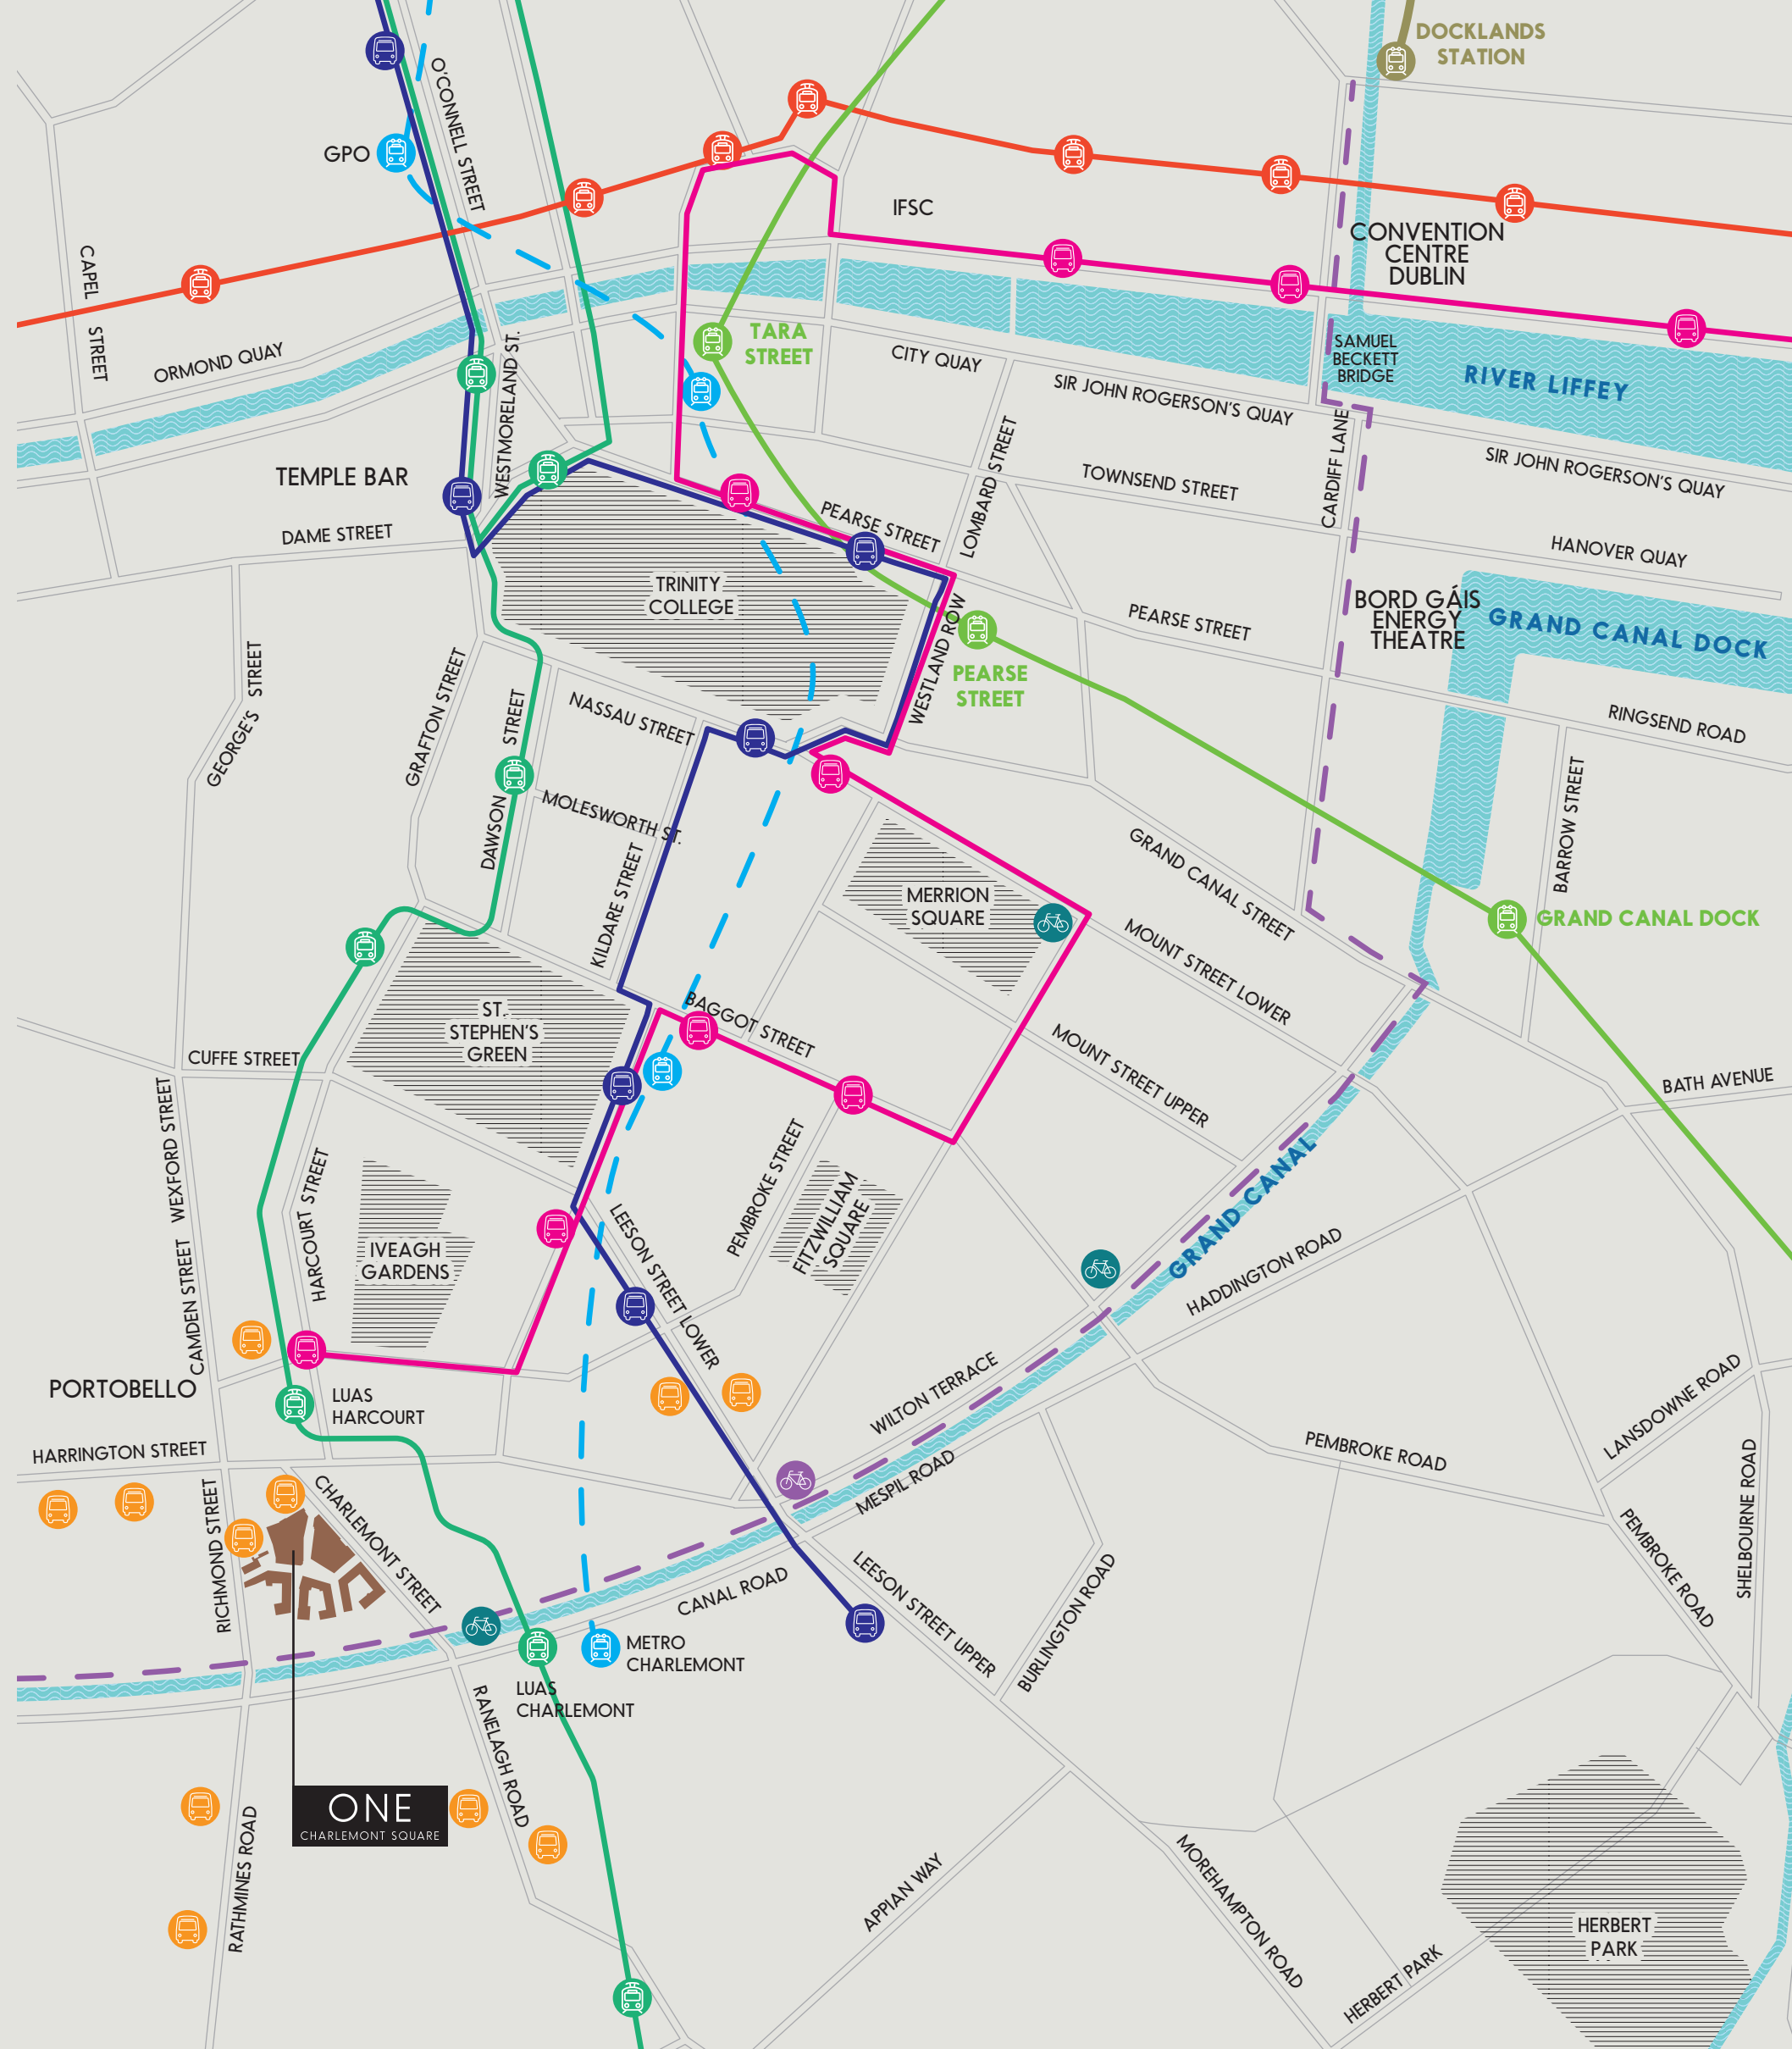 DOCKLANDS
STATION
O'CONNELL STREET
GPO
IFSC
CONVENTION
CENTRE
DUBLIN
CAPEL STREET
ORMOND QUAY
WESTMORELAND ST.
TARA
STREET
CITY QUAY
SAMUEL
BECKETT
BRIDGE
RIVER LIFFEY
SIR JOHN ROGERSON'S QUAY
CARDIFF LANE
SIR JOHN ROGERSON'S QUAY
TEMPLE BAR
TOWNSEND STREET
LOMBARD STREET
PEARSE STREET
DAME STREET
HANOVER QUAY
TRINITY
COLLEGE
BORD GÁIS
ENERGY
THEATRE
GRAND CANAL DOCK
PEARSE STREET
WESTLAND ROW
PEARSE
STREET
GEORGE'S STREET
GRAFTON STREET
DAWSON STREET
NASSAU STREET
RINGSEND ROAD
MOLESWORTH ST.
KILDARE STREET
BARROW STREET
GRAND CANAL STREET
MERRION
SQUARE
GRAND CANAL DOCK
MOUNT STREET LOWER
BAGGOT STREET
ST.
STEPHEN'S
GREEN
MOUNT STREET UPPER
CUFFE STREET
BATH AVENUE
WEXFORD STREET
PEMBROKE STREET
HARCOURT STREET
FITZWILLIAM
SQUARE
GRAND CANAL
IVEAGH
GARDENS
LEESON STREET LOWER
HADDINGTON ROAD
CAMDEN STREET
PORTOBELLO
LUAS
HARCOURT
WILTON TERRACE
LANSDOWNE ROAD
HARRINGTON STREET
PEMBROKE ROAD
MESPIL ROAD
SHELBOURNE ROAD
RICHMOND STREET
CHARLEMONT STREET
PEMBROKE ROAD
CANAL ROAD
LEESON STREET UPPER
BURLINGTON ROAD
METRO
CHARLEMONT
LUAS
CHARLEMONT
RANELAGH ROAD
ONE
CHARLEMONT SQUARE
RATHMINES ROAD
APPIAN WAY
MOREHAMPTON ROAD
HERBERT
PARK
HERBERT PARK